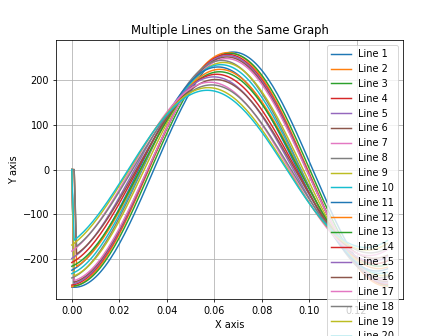 Multiple Lines on the Same Graph
Y axis
200
100
0
−100
−200
0.00
0.02
0.04
0.06
0.08
0.10
X axis
Line 1
Line 2
Line 3
Line 4
Line 5
Line 6
Line 7
Line 8
Line 9
Line 10
Line 11
Line 12
Line 13
Line 14
Line 15
Line 16
Line 17
Line 18
Line 19
Line 20